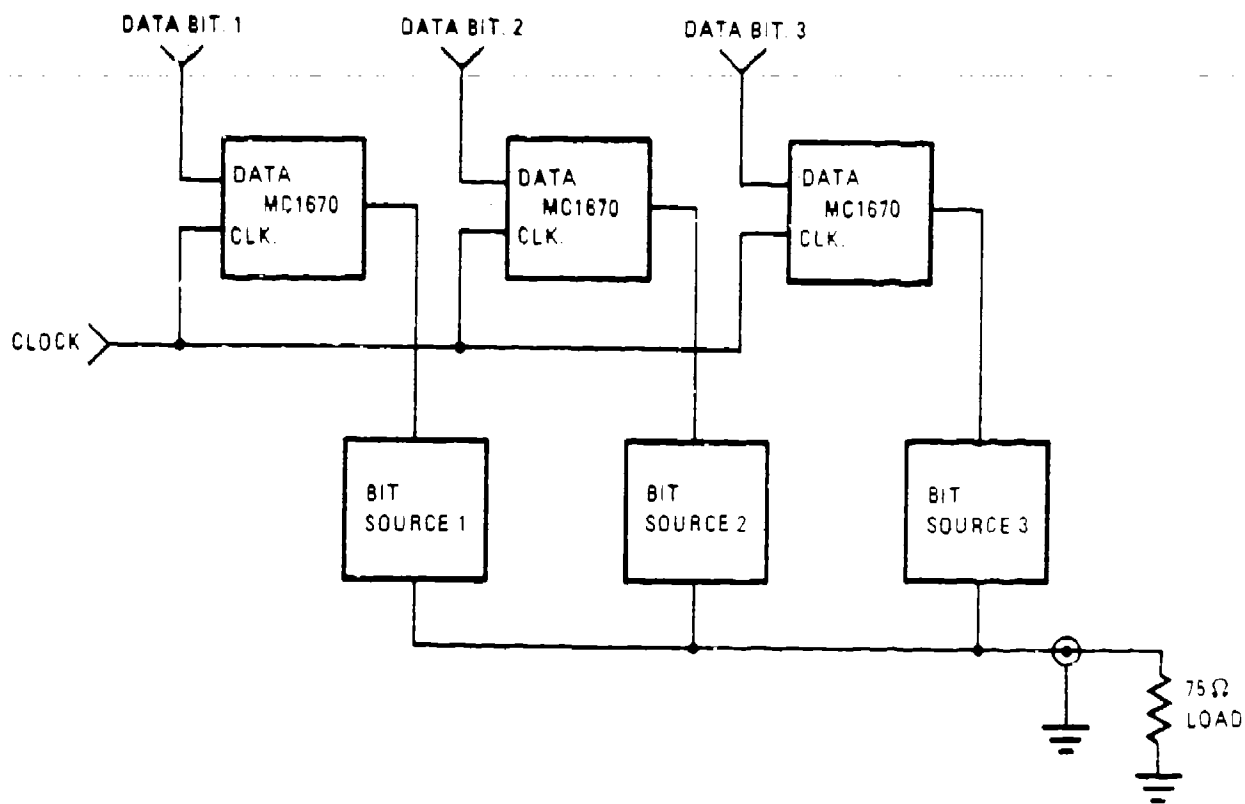 DATA BIT. 1
DATA BIT. 2
DATA BIT. 3
DATA
MC1670
CLK.
DATA
MC1670
CLK.
DATA
MC1670
CLK.
CLOCK
BIT
SOURCE 1
BIT
SOURCE 2
BIT
SOURCE 3
75Ω
LOAD